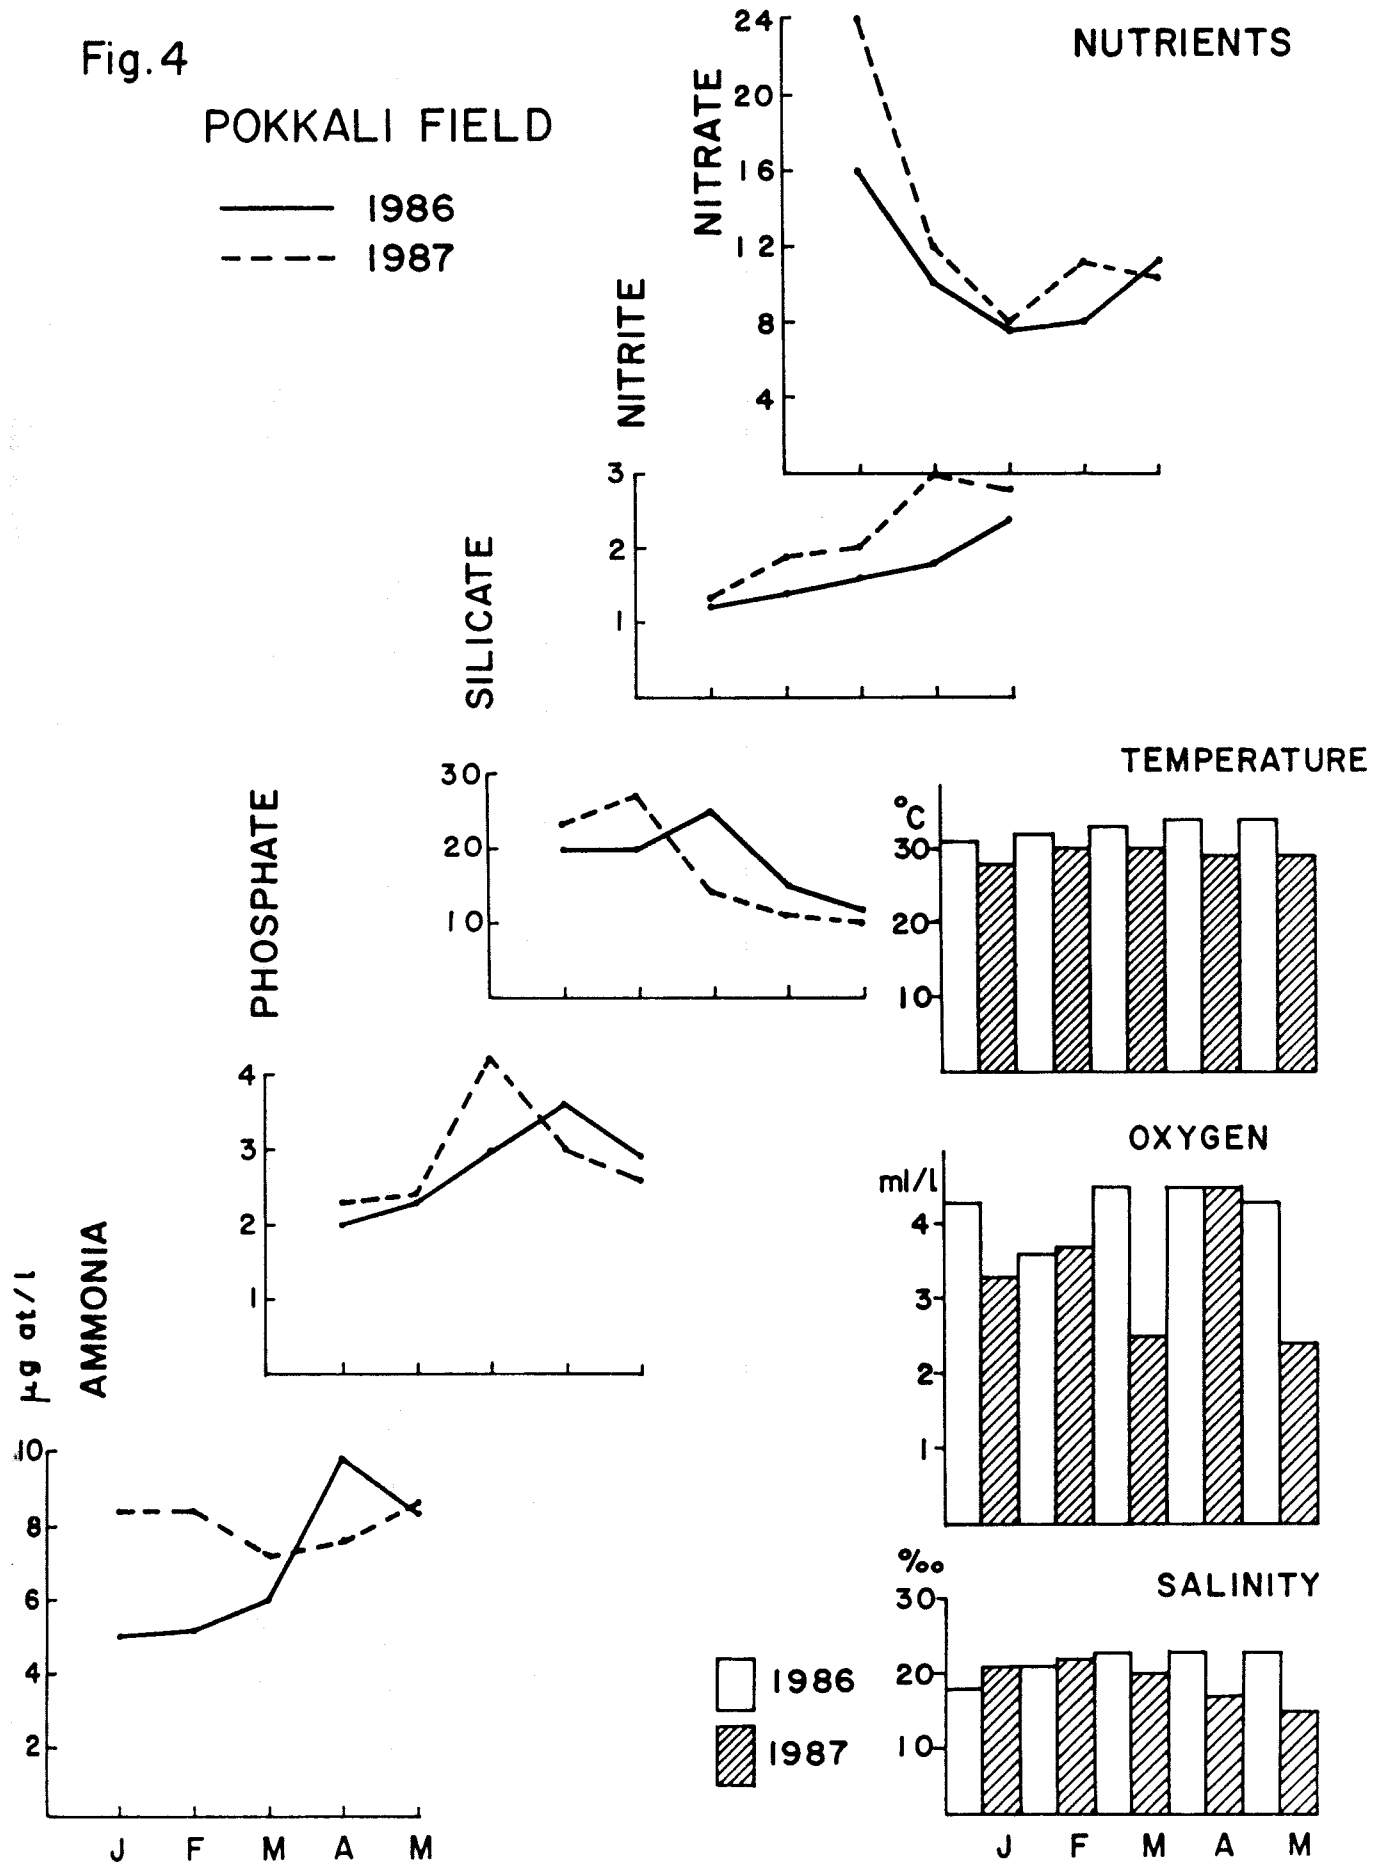 Fig.4
POKKALI FIELD
1986
1987
NUTRIENTS
NITRATE
24
20
16
12
8
4
NITRITE
3
2
1
SILICATE
30
20
10
PHOSPHATE
4
3
2
1
µg at/l
AMMONIA
10
8
6
4
2
J F M A M
TEMPERATURE
°C
30
20
10
OXYGEN
ml/l
4
3
2
1
SALINITY
‰
30
20
10
1986
1987
J F M A M